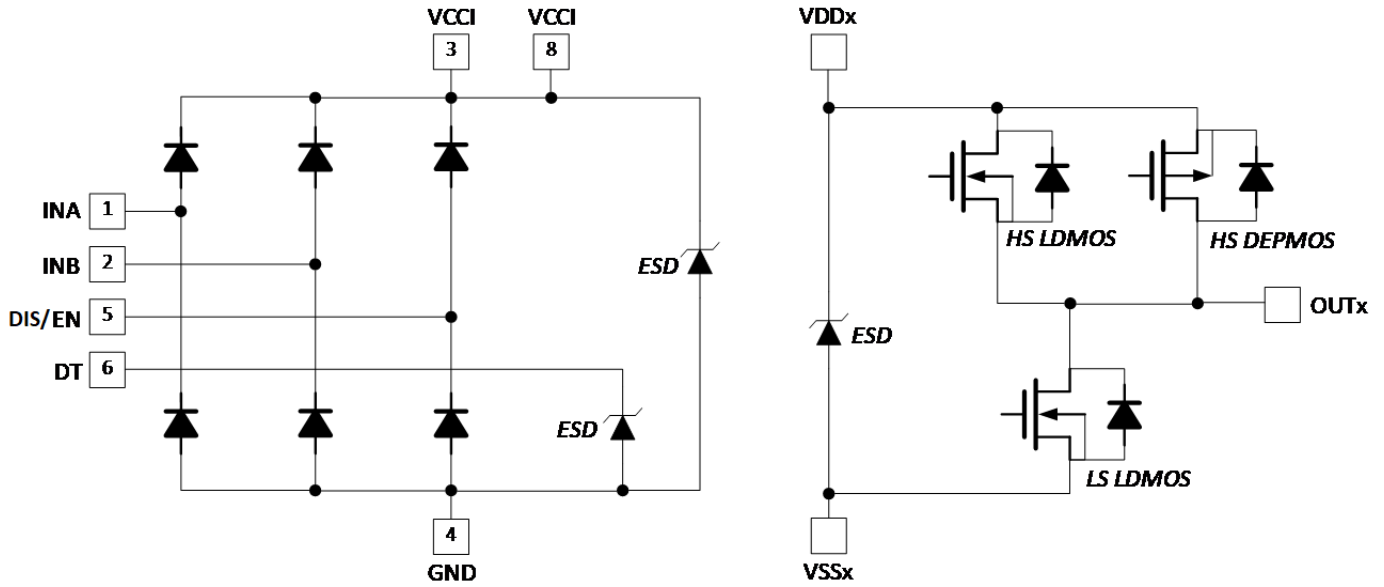 VCCI
VCCI
VDDx
3
8
INA
1
INB
2
DIS/EN
5
DT
6
ESD
ESD
4
GND
HS LDMOS
HS DEPMOS
ESD
OUTx
LS LDMOS
VSSx